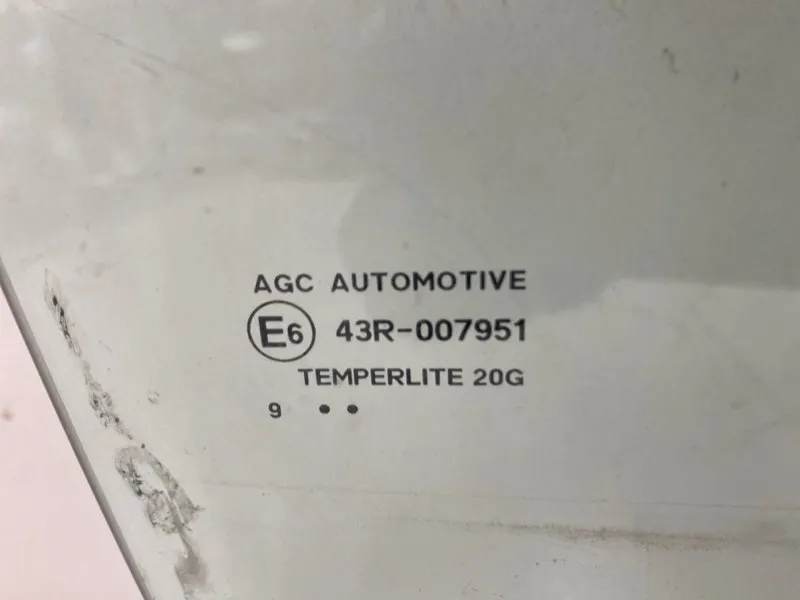 AGC AUTOMOTIVE
E6 43R-007951
TEMPERLITE 20G
9 ● ●